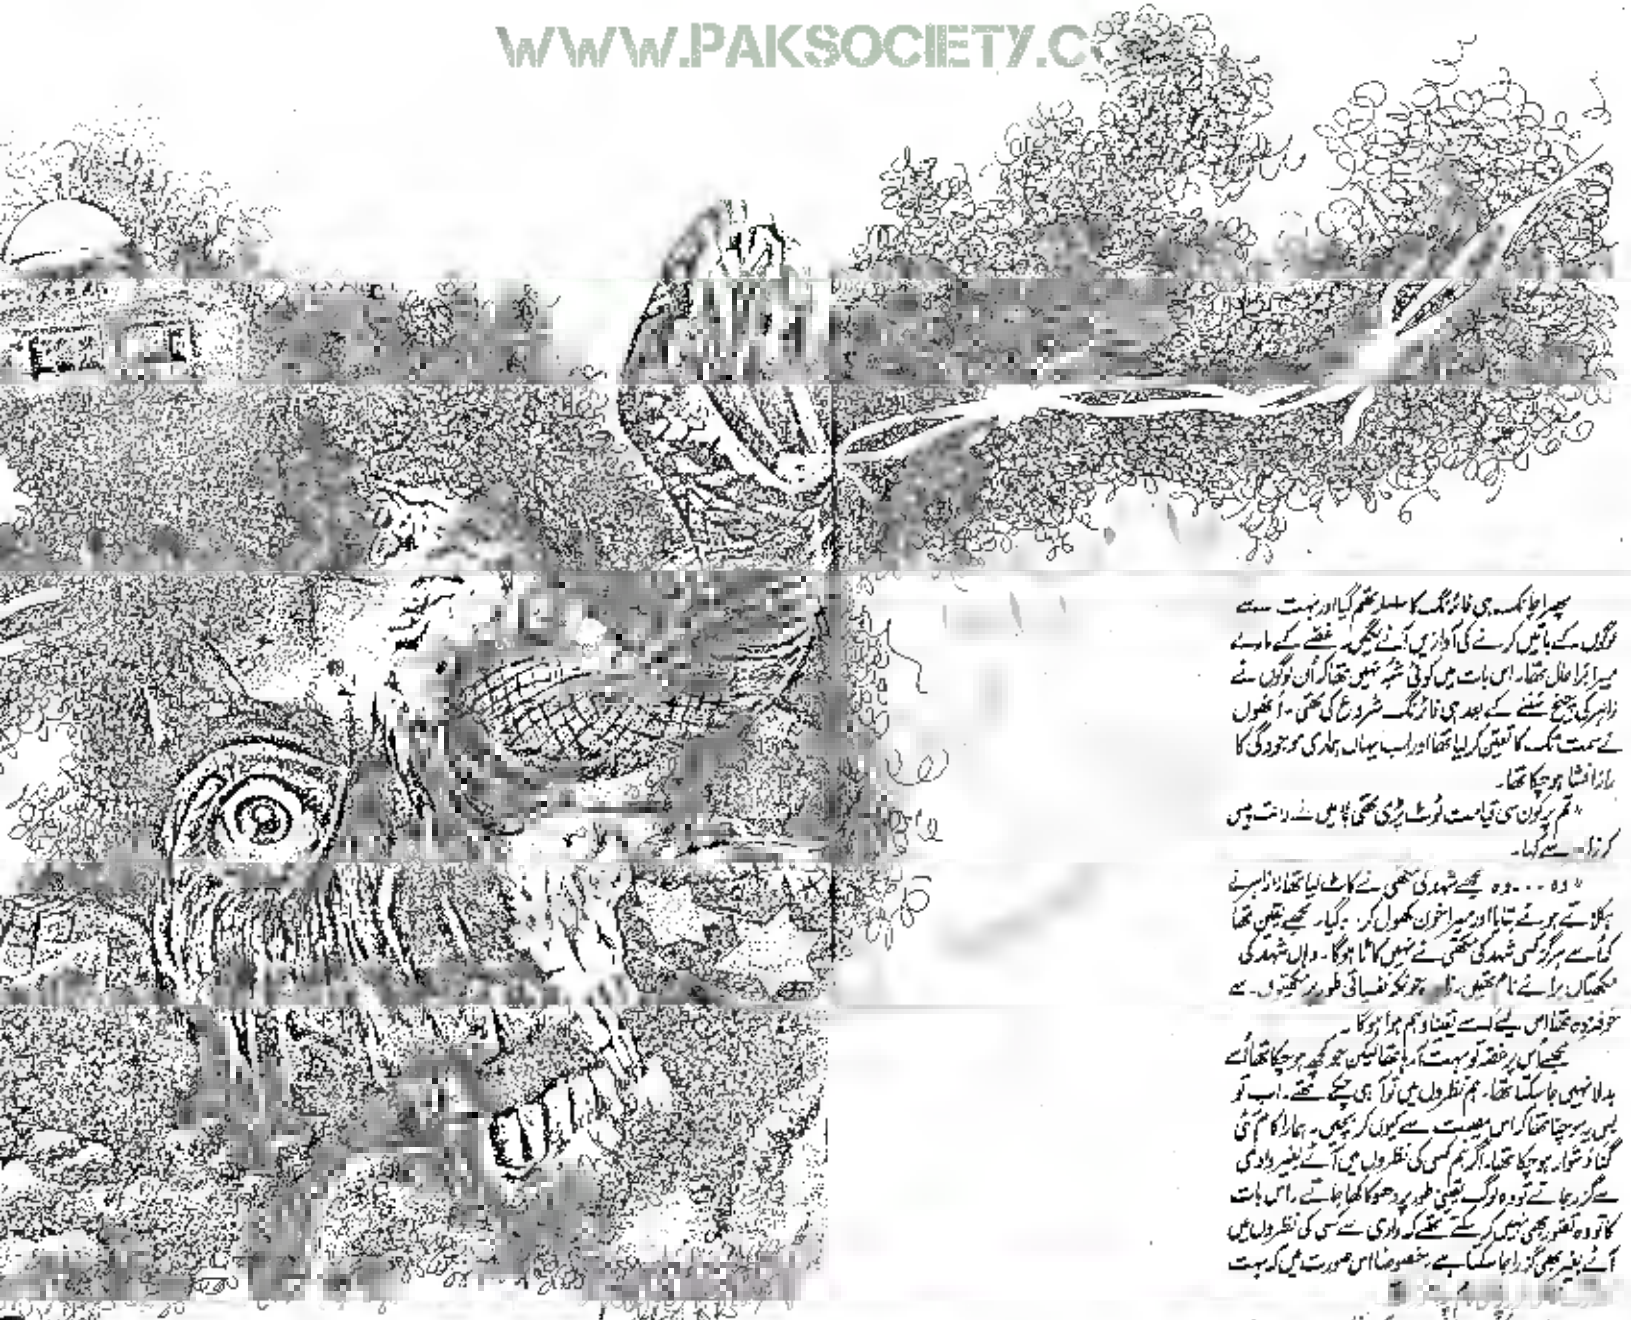 WWW.PAKSOCIETY.C
پھر اچانک ہی فائرنگ کا سلسلہ تھم گیا اور بہت سے
لوگوں کے باتیں کرنے کی آوازیں آنے لگیں۔ غصے کے مارے
میرا بُرا حال تھا۔ اس بات میں کوئی شبہ نہیں تھا کہ اُن لوگوں نے
زاہر کی چیخ سُننے کے بعد ہی فائرنگ شروع کی تھی۔ اُنھوں
نے سمت تک کا تعیّن کر لیا تھا اور اب یہاں ہماری موجودگی کا
راز افشا ہو چکا تھا۔
"تم پر کون سی قیامت ٹوٹ پڑی تھی؟" میں نے دانت پیس
کر اس سے کہا۔
"وہ ۔۔۔ وہ مجھے شہد کی مکھی نے کاٹ لیا تھا" زاہر نے
ہکلاتے ہوئے بتایا اور میرا خون کھول کر رہ گیا۔ مجھے یقین تھا
کہ اُسے ہرگز کسی شہد کی مکھی نے نہیں کاٹا ہوگا۔ وہاں شہد کی
مکھیاں برائے نام تھیں۔ چونکہ نفسیاتی طور پر مکھیوں سے
خوفزدہ تھا اس لیے اسے یقیناً وہم ہوا ہوگا۔
مجھے اُس پر غصّہ تو بہت آ رہا تھا لیکن جو کچھ ہو چکا تھا اُسے
بدلا نہیں جا سکتا تھا۔ ہم نظروں میں تو آ ہی چکے تھے۔ اب تو
بس یہ سوچنا تھا کہ اس مصیبت سے کیوں کر بچیں۔ ہمارا کام کئی
گنا دُشوار ہو چکا تھا۔ اگر ہم کسی کی نظروں میں آئے بغیر وادی
سے گزر جاتے تو وہ لوگ یقینی طور پر دھوکا کھا جاتے۔ اس بات
کا تو وہ تصوّر بھی نہیں کر سکتے تھے کہ وادی سے کسی کی نظروں میں
آئے بغیر بھی گزرا جا سکتا ہے۔ خصوصاً اس صورت میں کہ بہت